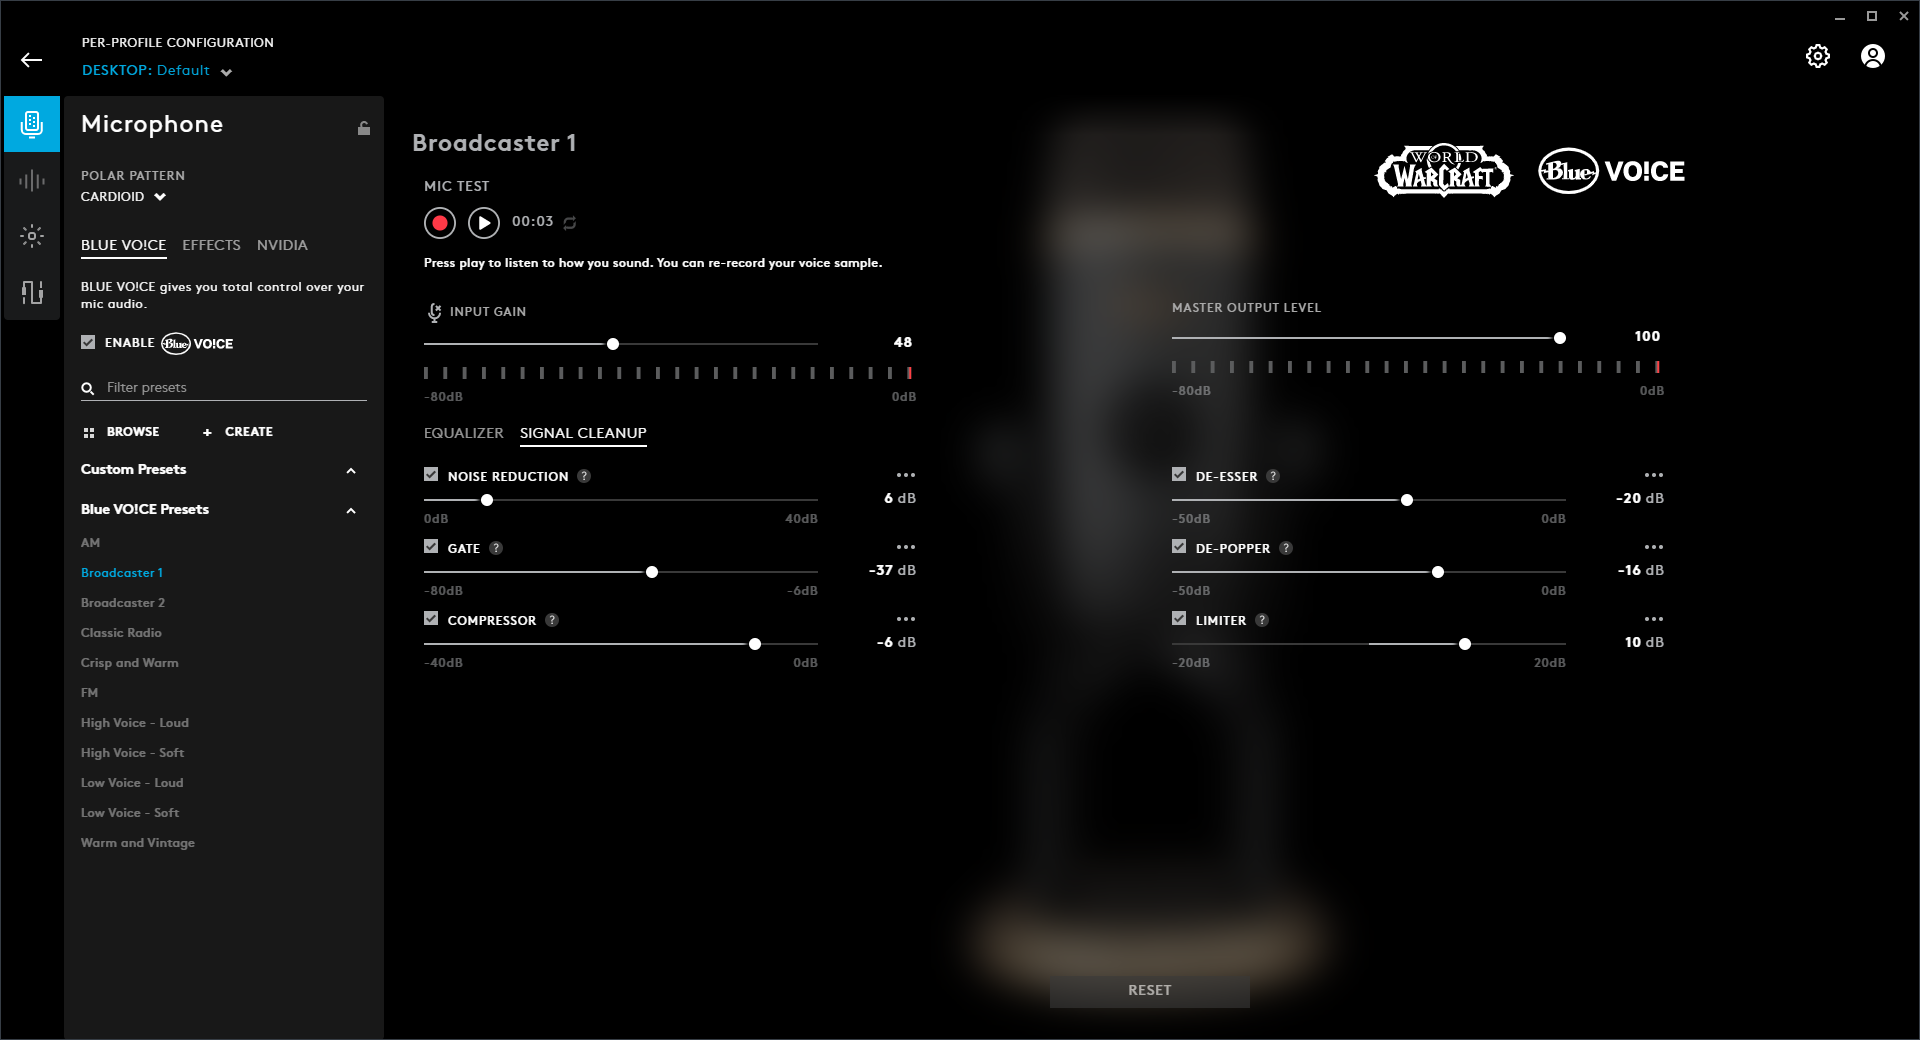 PER-PROFILE CONFIGURATION
DESKTOP: Default
Microphone
POLAR PATTERN
CARDIOID
BLUE VO!CE EFFECTS NVIDIA
BLUE VO!CE gives you total control over your
mic audio.
ENABLE Blue VO!CE
Filter presets
BROWSE + CREATE
Custom Presets
Blue VO!CE Presets
AM
Broadcaster 1
Broadcaster 2
Classic Radio
Crisp and Warm
FM
High Voice - Loud
High Voice - Soft
Low Voice - Loud
Low Voice - Soft
Warm and Vintage
Broadcaster 1
WORLD
WARCRAFT
Blue VO!CE
MIC TEST
00:03
Press play to listen to how you sound. You can re-record your voice sample.
INPUT GAIN
48
-80dB 0dB
MASTER OUTPUT LEVEL
100
-80dB 0dB
EQUALIZER SIGNAL CLEANUP
NOISE REDUCTION ?
6 dB
0dB 40dB
GATE ?
-37 dB
-80dB -6dB
COMPRESSOR ?
-6 dB
-40dB 0dB
DE-ESSER ?
-20 dB
-50dB 0dB
DE-POPPER ?
-16 dB
-50dB 0dB
LIMITER ?
10 dB
-20dB 20dB
RESET